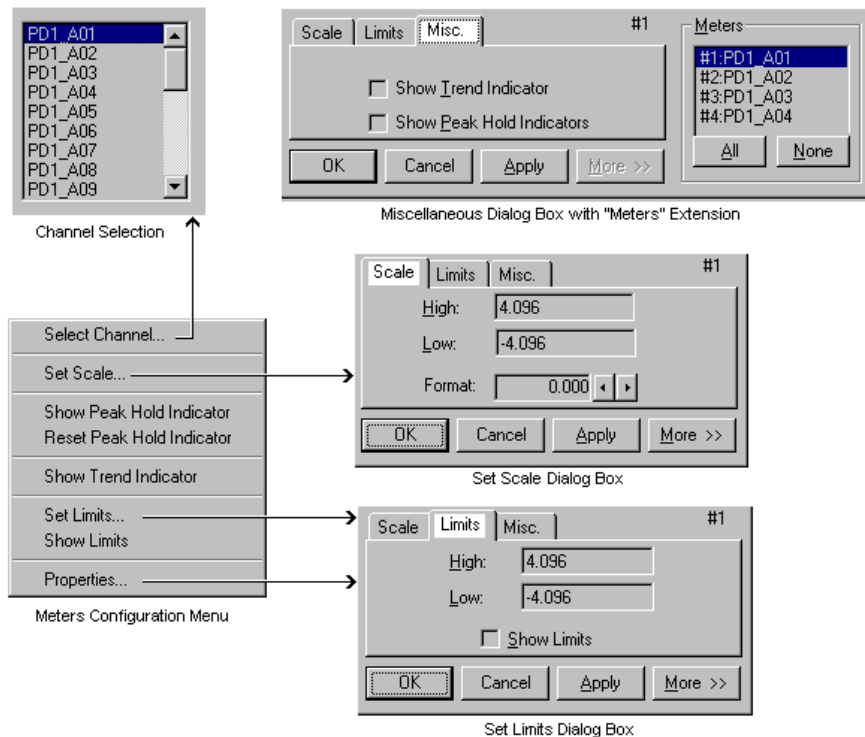 PD1_A01
PD1_A02
PD1_A03
PD1_A04
PD1_A05
PD1_A06
PD1_A07
PD1_A08
PD1_A09
Channel Selection
Scale Limits Misc. #1
Show Trend Indicator
Show Peak Hold Indicators
OK Cancel Apply More >>
Meters
#1:PD1_A01
#2:PD1_A02
#3:PD1_A03
#4:PD1_A04
All None
Miscellaneous Dialog Box with "Meters" Extension
Select Channel...
Set Scale...
Show Peak Hold Indicator
Reset Peak Hold Indicator
Show Trend Indicator
Set Limits...
Show Limits
Properties...
Meters Configuration Menu
Scale Limits Misc. #1
High: 4.096
Low: -4.096
Format: 0.000
OK Cancel Apply More >>
Set Scale Dialog Box
Scale Limits Misc. #1
High: 4.096
Low: -4.096
Show Limits
OK Cancel Apply More >>
Set Limits Dialog Box